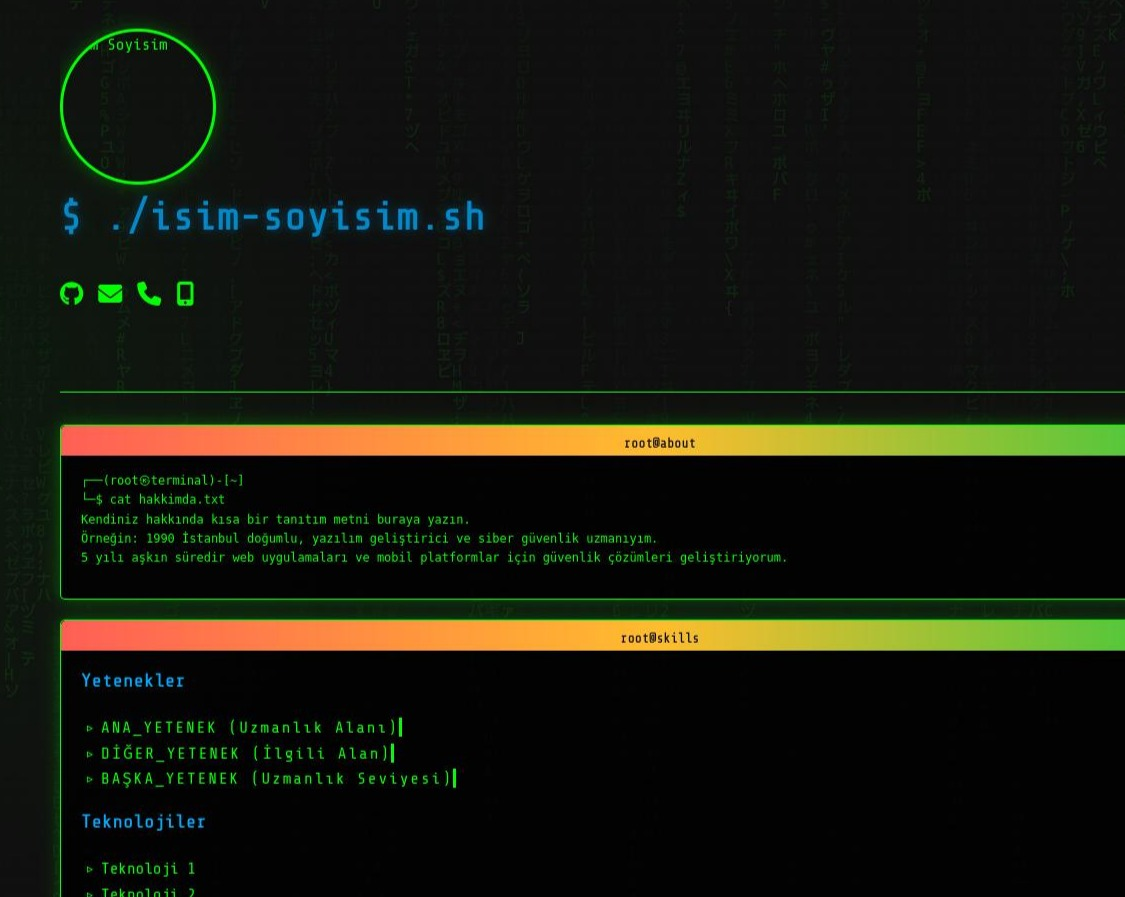 Soyisim
$ ./isim-soyisim.sh
root@about
┌──(root㉿terminal)-[~]
└─$ cat hakkimda.txt
Kendiniz hakkında kısa bir tanıtım metni buraya yazın.
Örneğin: 1990 İstanbul doğumlu, yazılım geliştirici ve siber güvenlik uzmanıyım.
5 yılı aşkın süredir web uygulamaları ve mobil platformlar için güvenlik çözümleri geliştiriyorum.
root@skills
Yetenekler
▹ ANA_YETENEK (Uzmanlık Alanı)
▹ DİĞER_YETENEK (İlgili Alan)
▹ BAŞKA_YETENEK (Uzmanlık Seviyesi)
Teknolojiler
▹ Teknoloji 1
▹ Teknoloji 2